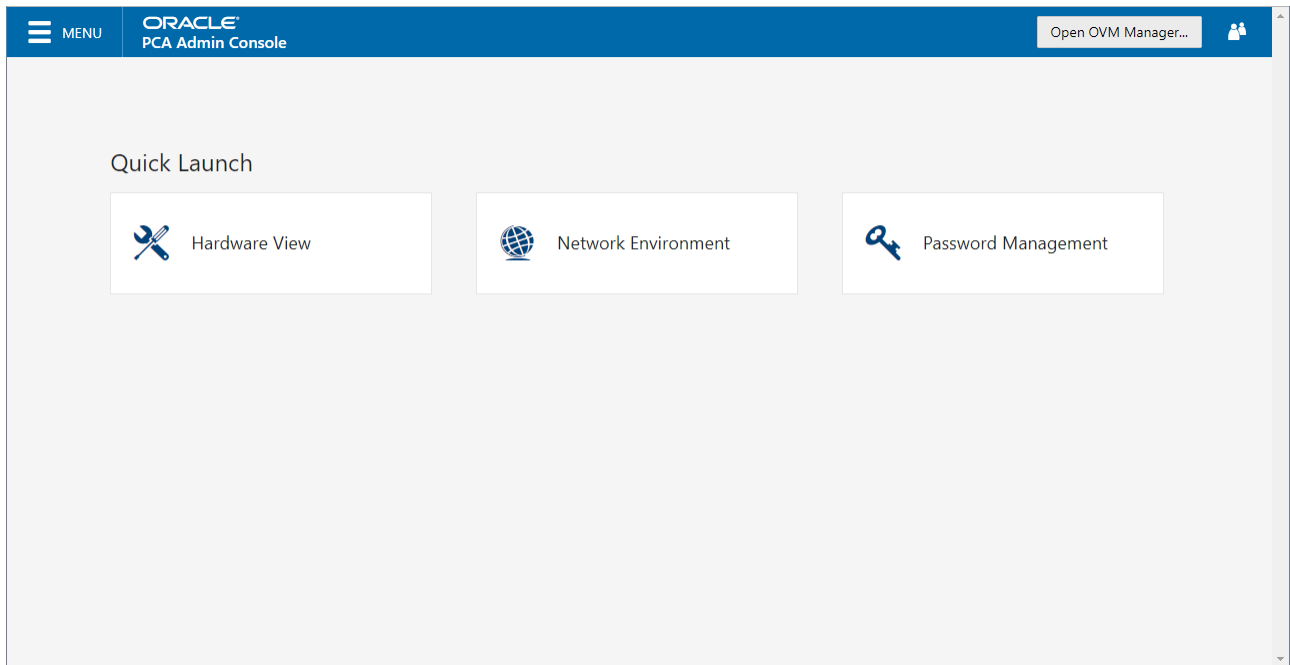 MENU
ORACLE®
PCA Admin Console
Open OVM Manager...
Quick Launch
Hardware View
Network Environment
Password Management